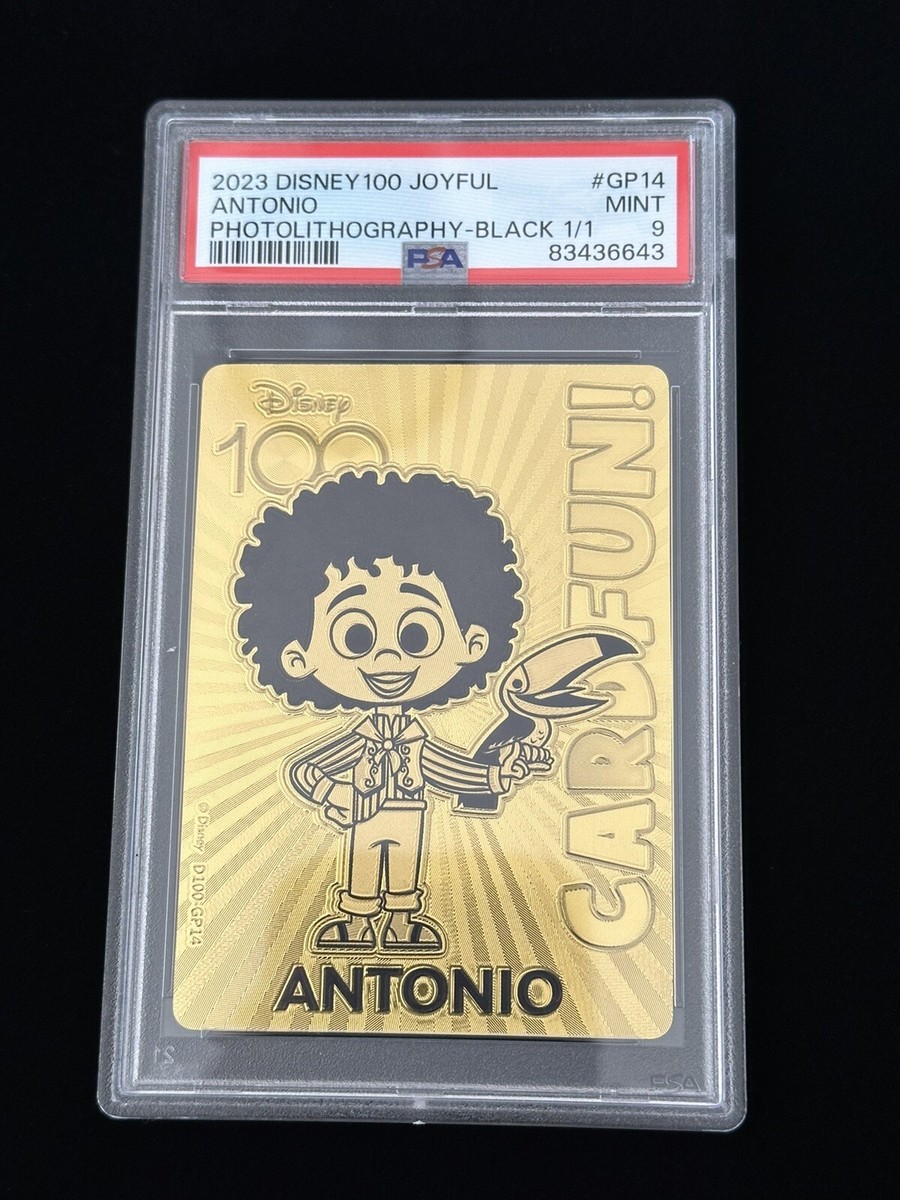 2023 DISNEY100 JOYFUL #GP14
ANTONIO MINT
PHOTOLITHOGRAPHY-BLACK 1/1 9
PSA 83436643
Disney
100
CARDFUN!
© Disney D100-GP14
ANTONIO
PSA